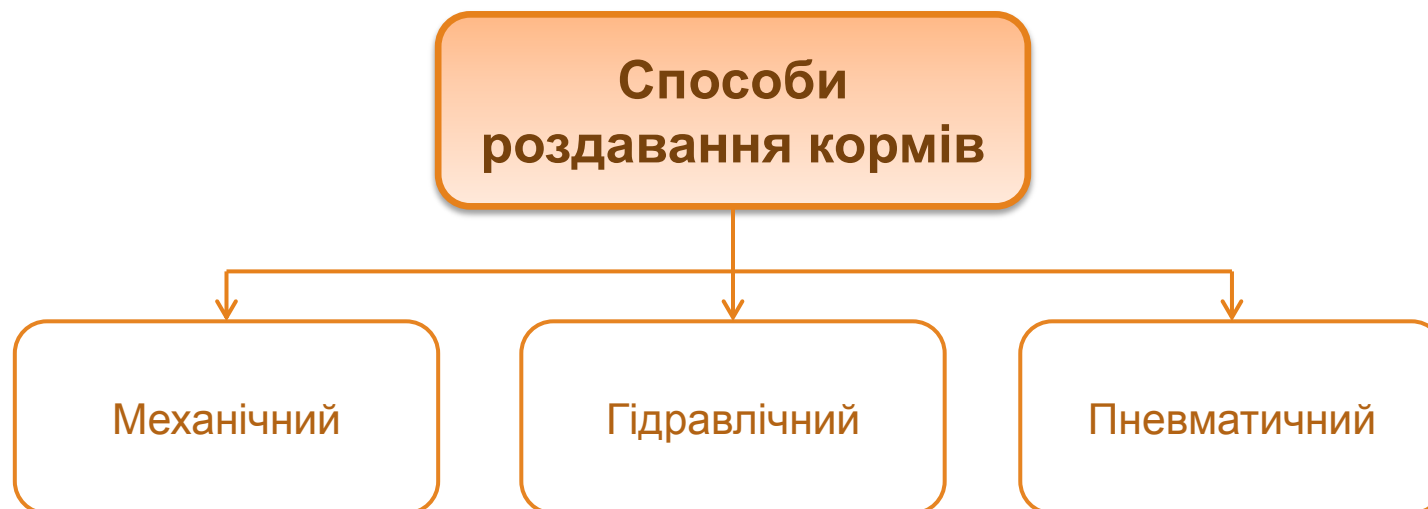 Способи
роздавання кормів
Механічний
Гідравлічний
Пневматичний